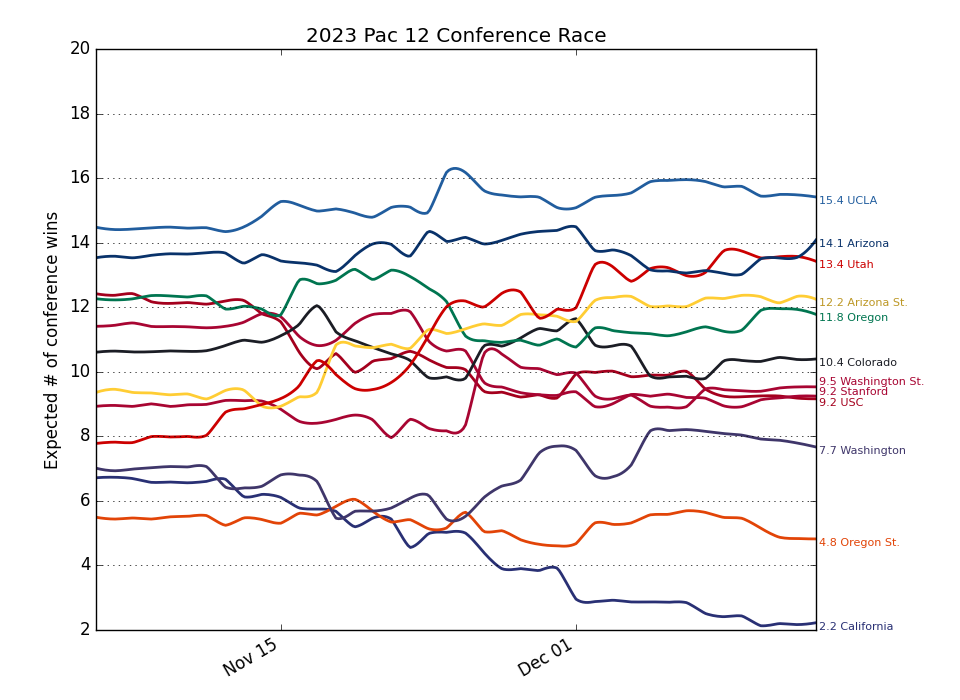 2023 Pac 12 Conference Race
Expected # of conference wins
20
18
16
14
12
10
8
6
4
2
Nov 15
Dec 01
15.4 UCLA
14.1 Arizona
13.4 Utah
12.2 Arizona St.
11.8 Oregon
10.4 Colorado
9.5 Washington St.
9.2 Stanford
9.2 USC
7.7 Washington
4.8 Oregon St.
2.2 California